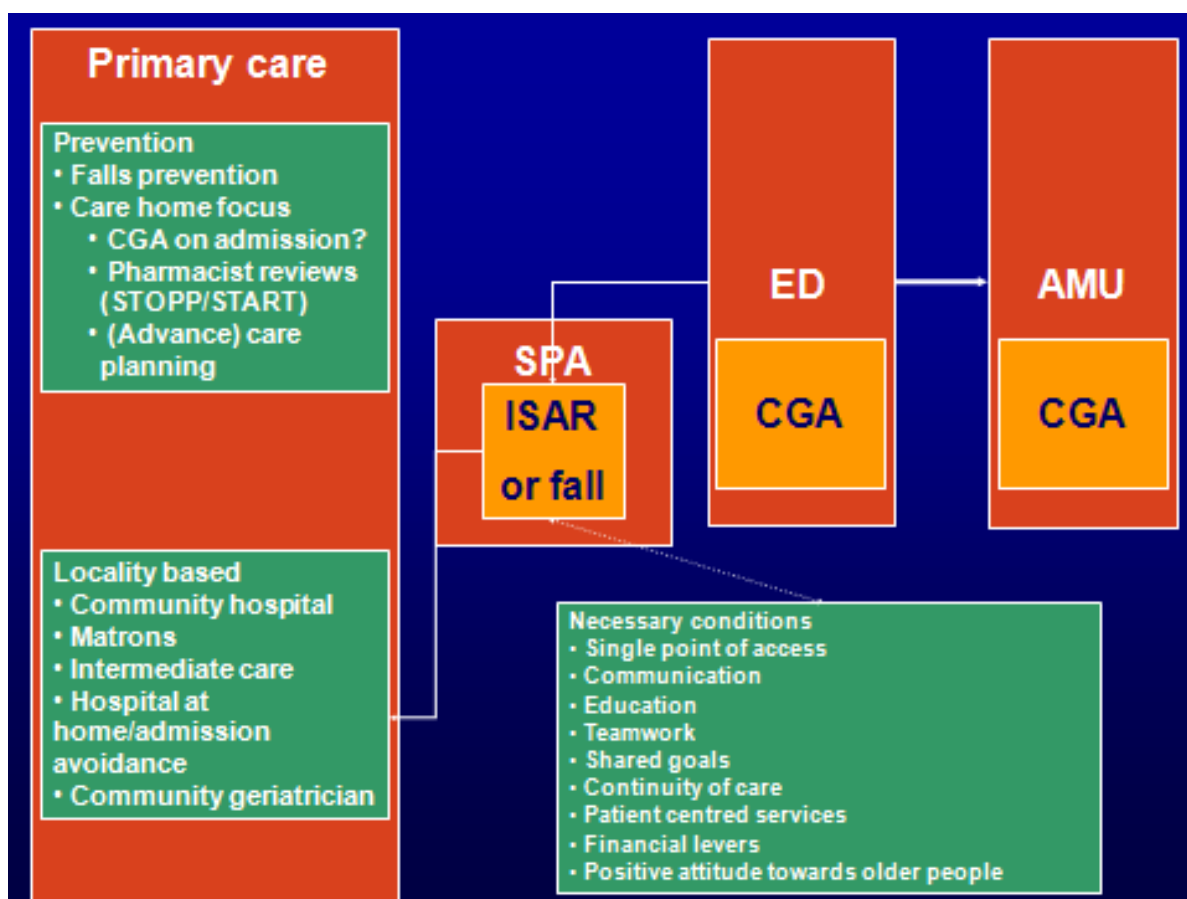 Primary care
Prevention
• Falls prevention
• Care home focus
• CGA on admission?
• Pharmacist reviews
(STOPP/START)
• (Advance) care
planning
Locality based
• Community hospital
• Matrons
• Intermediate care
• Hospital at
home/admission
avoidance
• Community geriatrician
SPA
ISAR
or fall
ED
CGA
AMU
CGA
Necessary conditions
• Single point of access
• Communication
• Education
• Teamwork
• Shared goals
• Continuity of care
• Patient centred services
• Financial levers
• Positive attitude towards older people